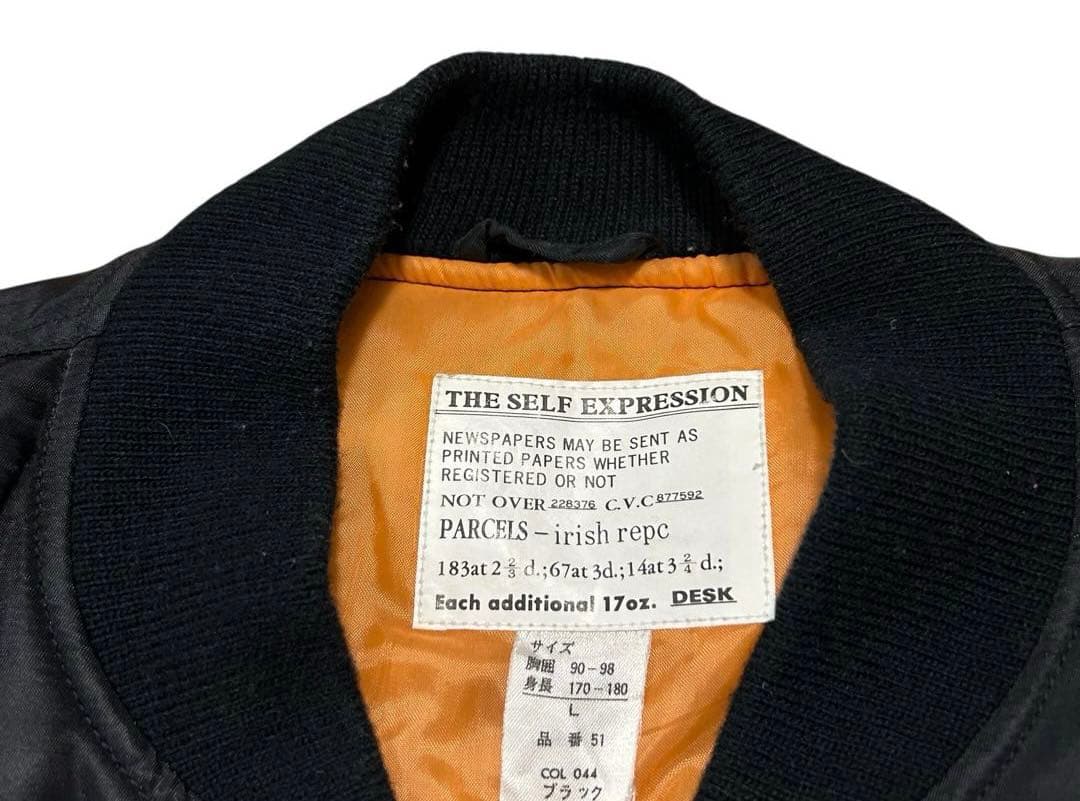 THE SELF EXPRESSION
NEWSPAPERS MAY BE SENT AS
PRINTED PAPERS WHETHER
REGISTERED OR NOT
NOT OVER 228376 C.V.C 877592
PARCELS – irish repc
183at 2 2/3 d.;67at 3d.;14at 3 2/4 d.;
Each additional 17oz. DESK
サイズ
胸囲 90-98
身長 170-180
L
品 番 51
COL 044
ブラック